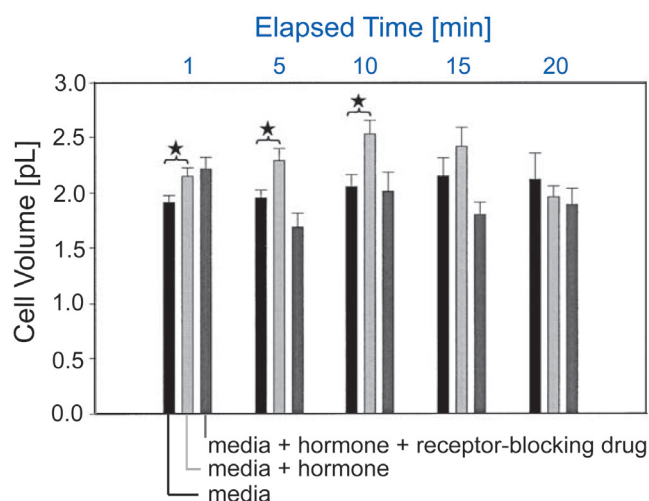 Elapsed Time [min]
1 5 10 15 20
Cell Volume [pL]
3.0
2.5
2.0
1.5
1.0
0.5
0.0
media + hormone + receptor-blocking drug
media + hormone
media